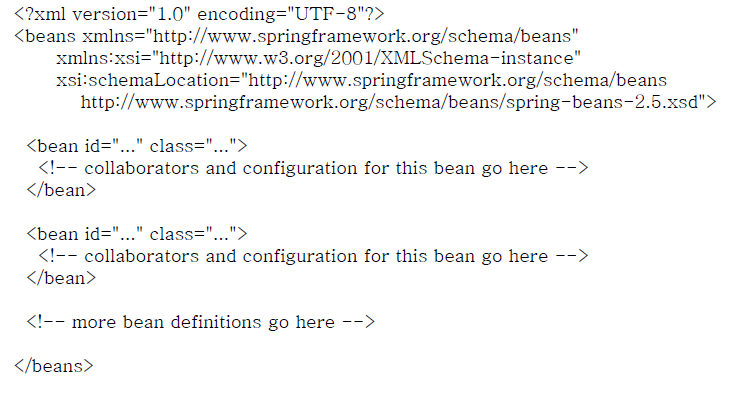 <?xml version="1.0" encoding="UTF-8"?>
<beans xmlns="http://www.springframework.org/schema/beans"
xmlns:xsi="http://www.w3.org/2001/XMLSchema-instance"
xsi:schemaLocation="http://www.springframework.org/schema/beans
http://www.springframework.org/schema/beans/spring-beans-2.5.xsd">
<bean id="..." class="...">
<!-- collaborators and configuration for this bean go here -->
</bean>
<bean id="..." class="...">
<!-- collaborators and configuration for this bean go here -->
</bean>
<!-- more bean definitions go here -->
</beans>